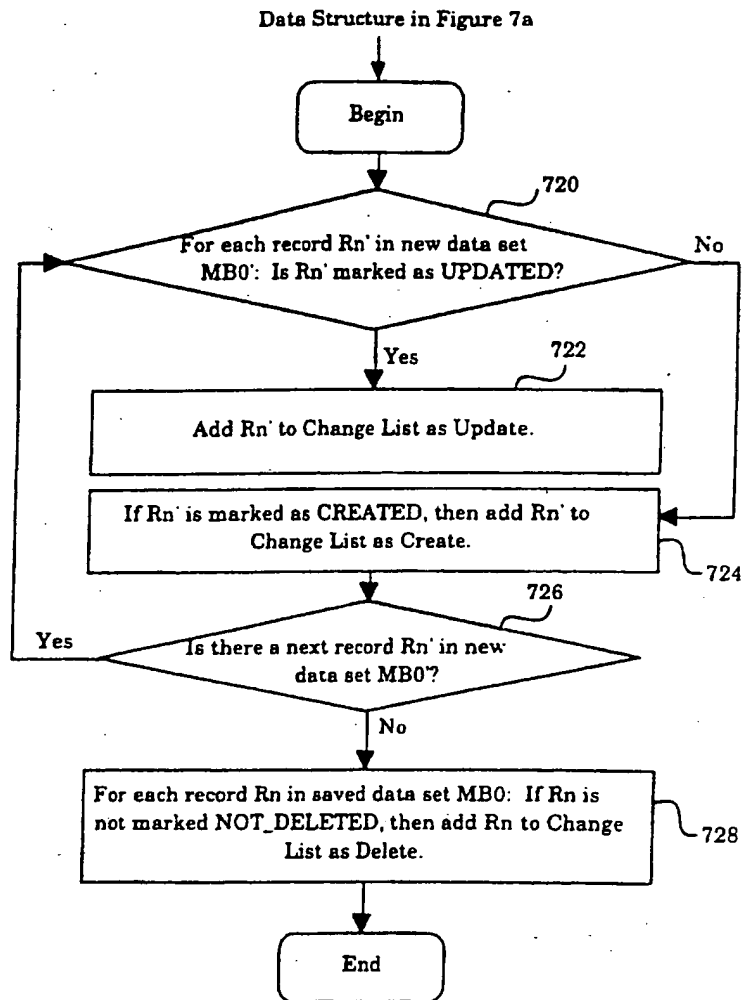 Data Structure in Figure 7a
Begin
720
For each record Rn' in new data set
MB0': Is Rn' marked as UPDATED?
No
Yes
722
Add Rn' to Change List as Update.
If Rn' is marked as CREATED, then add Rn' to
Change List as Create.
724
726
Yes
Is there a next record Rn' in new
data set MB0'?
No
For each record Rn in saved data set MB0: If Rn is
not marked NOT_DELETED, then add Rn to Change
List as Delete.
728
End